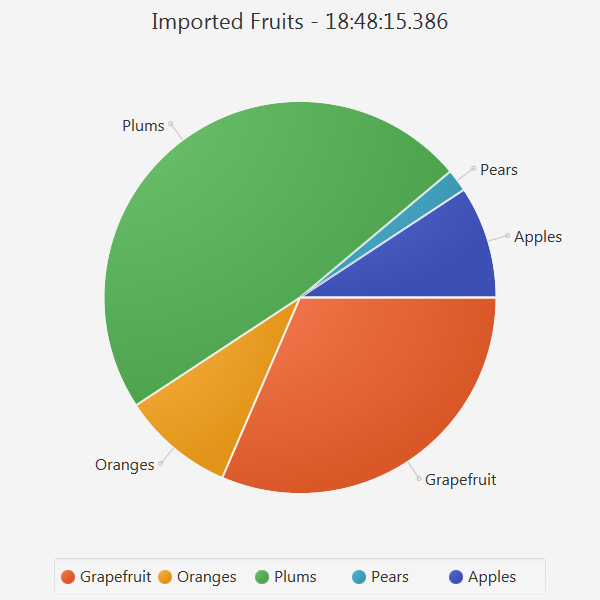 Imported Fruits - 18:48:15.386
Plums
Pears
Apples
Oranges
Grapefruit
Grapefruit Oranges Plums Pears Apples